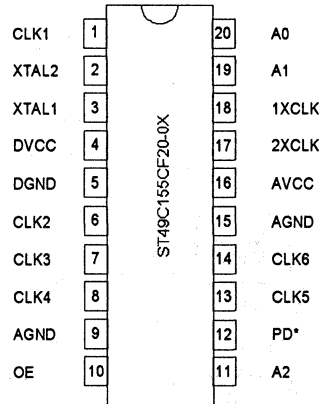 CLK1 1 20 A0
XTAL2 2 19 A1
XTAL1 3 18 1XCLK
DVCC 4 17 2XCLK
DGND 5 16 AVCC
CLK2 6 15 AGND
CLK3 7 14 CLK6
CLK4 8 13 CLK5
AGND 9 12 PD*
OE 10 11 A2
ST49C155CF20-0X